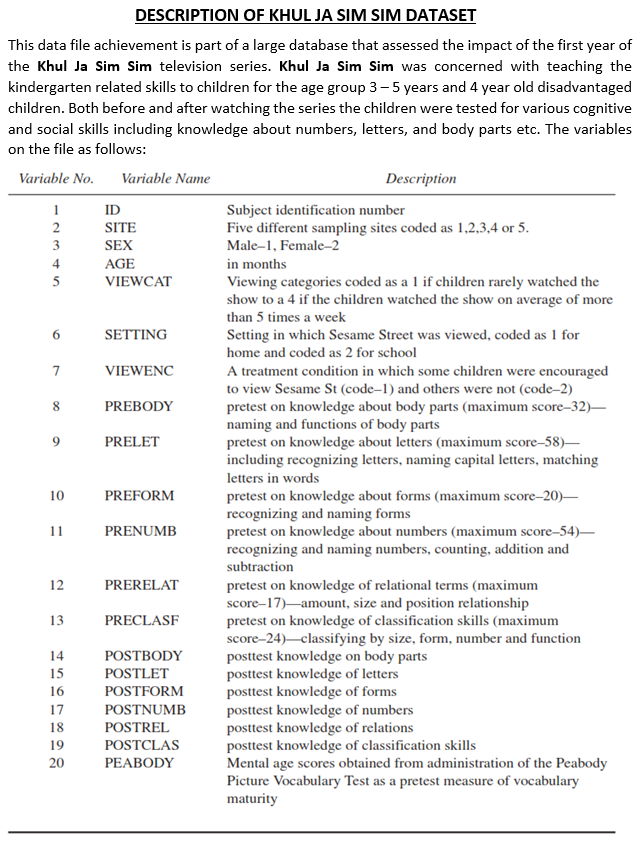 DESCRIPTION OF KHUL JA SIM SIM DATASET
This data file achievement is part of a large database that assessed the impact of the first year of
the Khul Ja Sim Sim television series. Khul Ja Sim Sim was concerned with teaching the
kindergarten related skills to children for the age group 3 – 5 years and 4 year old disadvantaged
children. Both before and after watching the series the children were tested for various cognitive
and social skills including knowledge about numbers, letters, and body parts etc. The variables
on the file as follows:
Variable No. Variable Name Description
1 ID Subject identification number
2 SITE Five different sampling sites coded as 1,2,3,4 or 5.
3 SEX Male–1, Female–2
4 AGE in months
5 VIEWCAT Viewing categories coded as a 1 if children rarely watched the
show to a 4 if the children watched the show on average of more
than 5 times a week
6 SETTING Setting in which Sesame Street was viewed, coded as 1 for
home and coded as 2 for school
7 VIEWENC A treatment condition in which some children were encouraged
to view Sesame St (code–1) and others were not (code–2)
8 PREBODY pretest on knowledge about body parts (maximum score–32)—
naming and functions of body parts
9 PRELET pretest on knowledge about letters (maximum score–58)—
including recognizing letters, naming capital letters, matching
letters in words
10 PREFORM pretest on knowledge about forms (maximum score–20)—
recognizing and naming forms
11 PRENUMB pretest on knowledge about numbers (maximum score–54)—
recognizing and naming numbers, counting, addition and
subtraction
12 PRERELAT pretest on knowledge of relational terms (maximum
score–17)—amount, size and position relationship
13 PRECLASF pretest on knowledge of classification skills (maximum
score–24)—classifying by size, form, number and function
14 POSTBODY posttest knowledge on body parts
15 POSTLET posttest knowledge of letters
16 POSTFORM posttest knowledge of forms
17 POSTNUMB posttest knowledge of numbers
18 POSTREL posttest knowledge of relations
19 POSTCLAS posttest knowledge of classification skills
20 PEABODY Mental age scores obtained from administration of the Peabody
Picture Vocabulary Test as a pretest measure of vocabulary
maturity